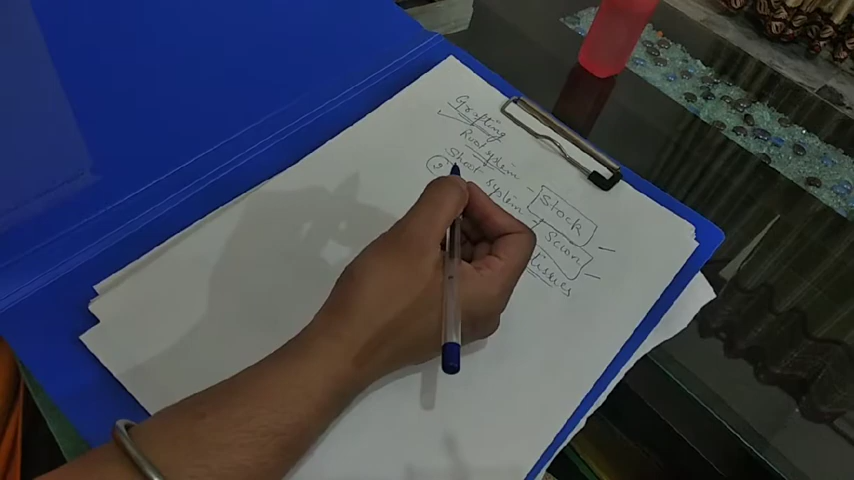 Grafting
Root system - Stock
Shoot system - Scion
tissues